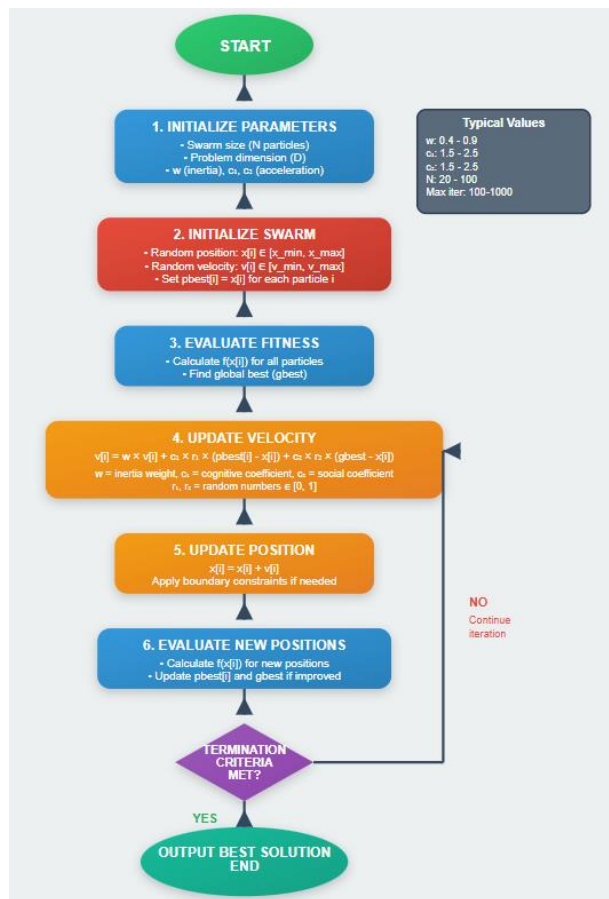 START
1. INITIALIZE PARAMETERS
• Swarm size (N particles)
• Problem dimension (D)
• w (inertia), c₁, c₂ (acceleration)
Typical Values
w: 0.4 - 0.9
c₁: 1.5 - 2.5
c₂: 1.5 - 2.5
N: 20 - 100
Max iter: 100-1000
2. INITIALIZE SWARM
• Random position: x[i] ∈ [x_min, x_max]
• Random velocity: v[i] ∈ [v_min, v_max]
• Set pbest[i] = x[i] for each particle i
3. EVALUATE FITNESS
• Calculate f(x[i]) for all particles
• Find global best (gbest)
4. UPDATE VELOCITY
v[i] = w × v[i] + c₁ × r₁ × (pbest[i] - x[i]) + c₂ × r₂ × (gbest - x[i])
w = inertia weight, c₁ = cognitive coefficient, c₂ = social coefficient
r₁, r₂ = random numbers ∈ [0, 1]
5. UPDATE POSITION
x[i] = x[i] + v[i]
Apply boundary constraints if needed
NO
Continue
iteration
6. EVALUATE NEW POSITIONS
• Calculate f(x[i]) for new positions
• Update pbest[i] and gbest if improved
TERMINATION
CRITERIA
MET?
YES
OUTPUT BEST SOLUTION
END